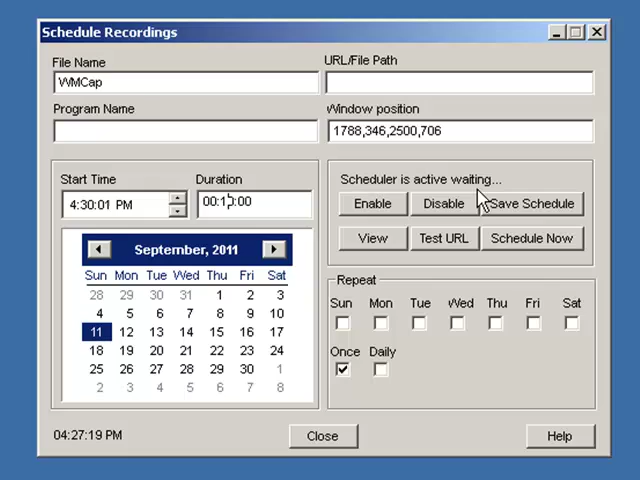 Schedule Recordings
File Name
URL/File Path
WMCap
Program Name
Window position
1788,346,2500,706
Start Time
Duration
4:30:01 PM
00:10:00
Scheduler is active waiting...
Enable
Disable
Save Schedule
View
Test URL
Schedule Now
September, 2011
Sun Mon Tue Wed Thu Fri Sat
28 29 30 31 1 2 3
4 5 6 7 8 9 10
11 12 13 14 15 16 17
18 19 20 21 22 23 24
25 26 27 28 29 30 1
2 3 4 5 6 7 8
Repeat
Sun Mon Tue Wed Thu Fri Sat
Once Daily
04:27:19 PM
Close
Help